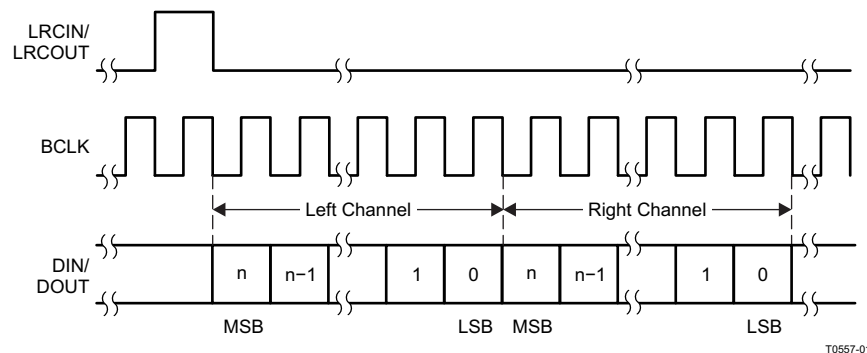 LRCIN/
LRCOUT
BCLK
Left Channel
Right Channel
DIN/
DOUT
n
n−1
1
0
n
n−1
1
0
MSB
LSB
MSB
LSB
T0557-01